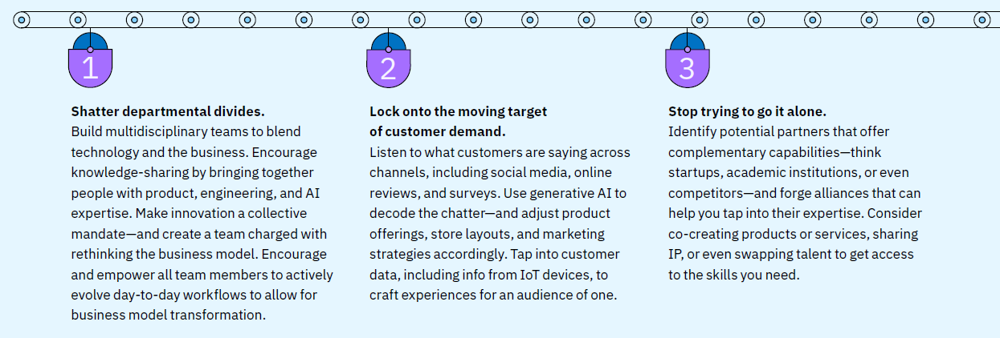 1
Shatter departmental divides.
Build multidisciplinary teams to blend
technology and the business. Encourage
knowledge-sharing by bringing together
people with product, engineering, and AI
expertise. Make innovation a collective
mandate—and create a team charged with
rethinking the business model. Encourage
and empower all team members to actively
evolve day-to-day workflows to allow for
business model transformation.
2
Lock onto the moving target
of customer demand.
Listen to what customers are saying across
channels, including social media, online
reviews, and surveys. Use generative AI to
decode the chatter—and adjust product
offerings, store layouts, and marketing
strategies accordingly. Tap into customer
data, including info from IoT devices, to
craft experiences for an audience of one.
3
Stop trying to go it alone.
Identify potential partners that offer
complementary capabilities—think
startups, academic institutions, or even
competitors—and forge alliances that can
help you tap into their expertise. Consider
co-creating products or services, sharing
IP, or even swapping talent to get access
to the skills you need.